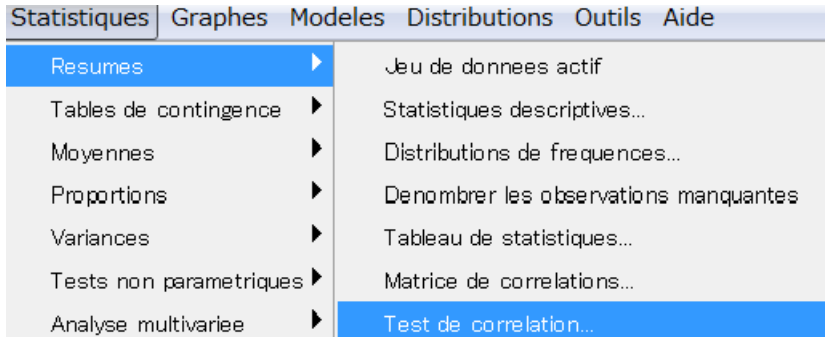 Statistiques Graphes Modeles Distributions Outils Aide
Resumes
Tables de contingence
Moyennes
Proportions
Variances
Tests non parametriques
Analyse multivariee
Jeu de donnees actif
Statistiques descriptives...
Distributions de frequences...
Denombrer les observations manquantes
Tableau de statistiques...
Matrice de correlations...
Test de correlation...